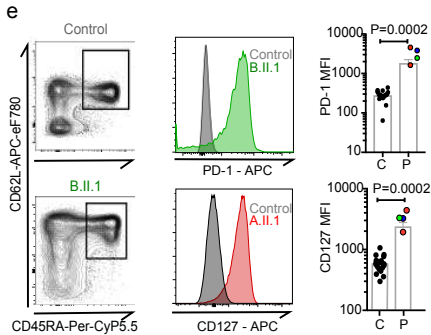 e
Control
CD62L-APC-eF780
B.II.1
CD45RA-Per-CyP5.5
Control
B.II.1
PD-1 - APC
Control
A.II.1
CD127 - APC
P=0.0002
PD-1 MFI
10000
1000
100
10
C P
P=0.0002
CD127 MFI
10000
1000
100
C P